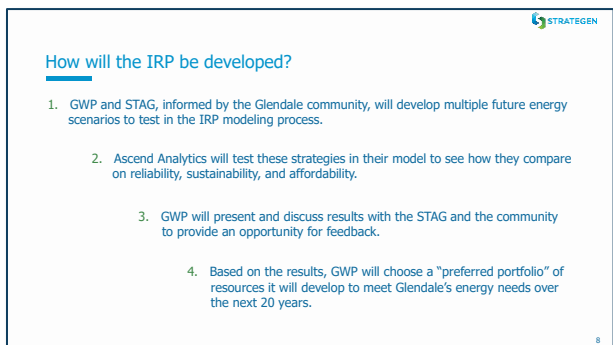 STRATEGEN
How will the IRP be developed?
1. GWP and STAG, informed by the Glendale community, will develop multiple future energy
scenarios to test in the IRP modeling process.
2. Ascend Analytics will test these strategies in their model to see how they compare
on reliability, sustainability, and affordability.
3. GWP will present and discuss results with the STAG and the community
to provide an opportunity for feedback.
4. Based on the results, GWP will choose a “preferred portfolio” of
resources it will develop to meet Glendale’s energy needs over
the next 20 years.
8